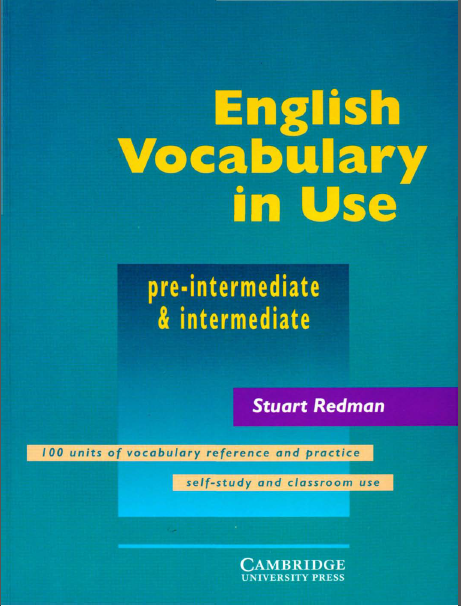 English
Vocabulary
in Use
pre-intermediate
& intermediate
Stuart Redman
100 units of vocabulary reference and practice
self-study and classroom use
CAMBRIDGE
UNIVERSITY PRESS